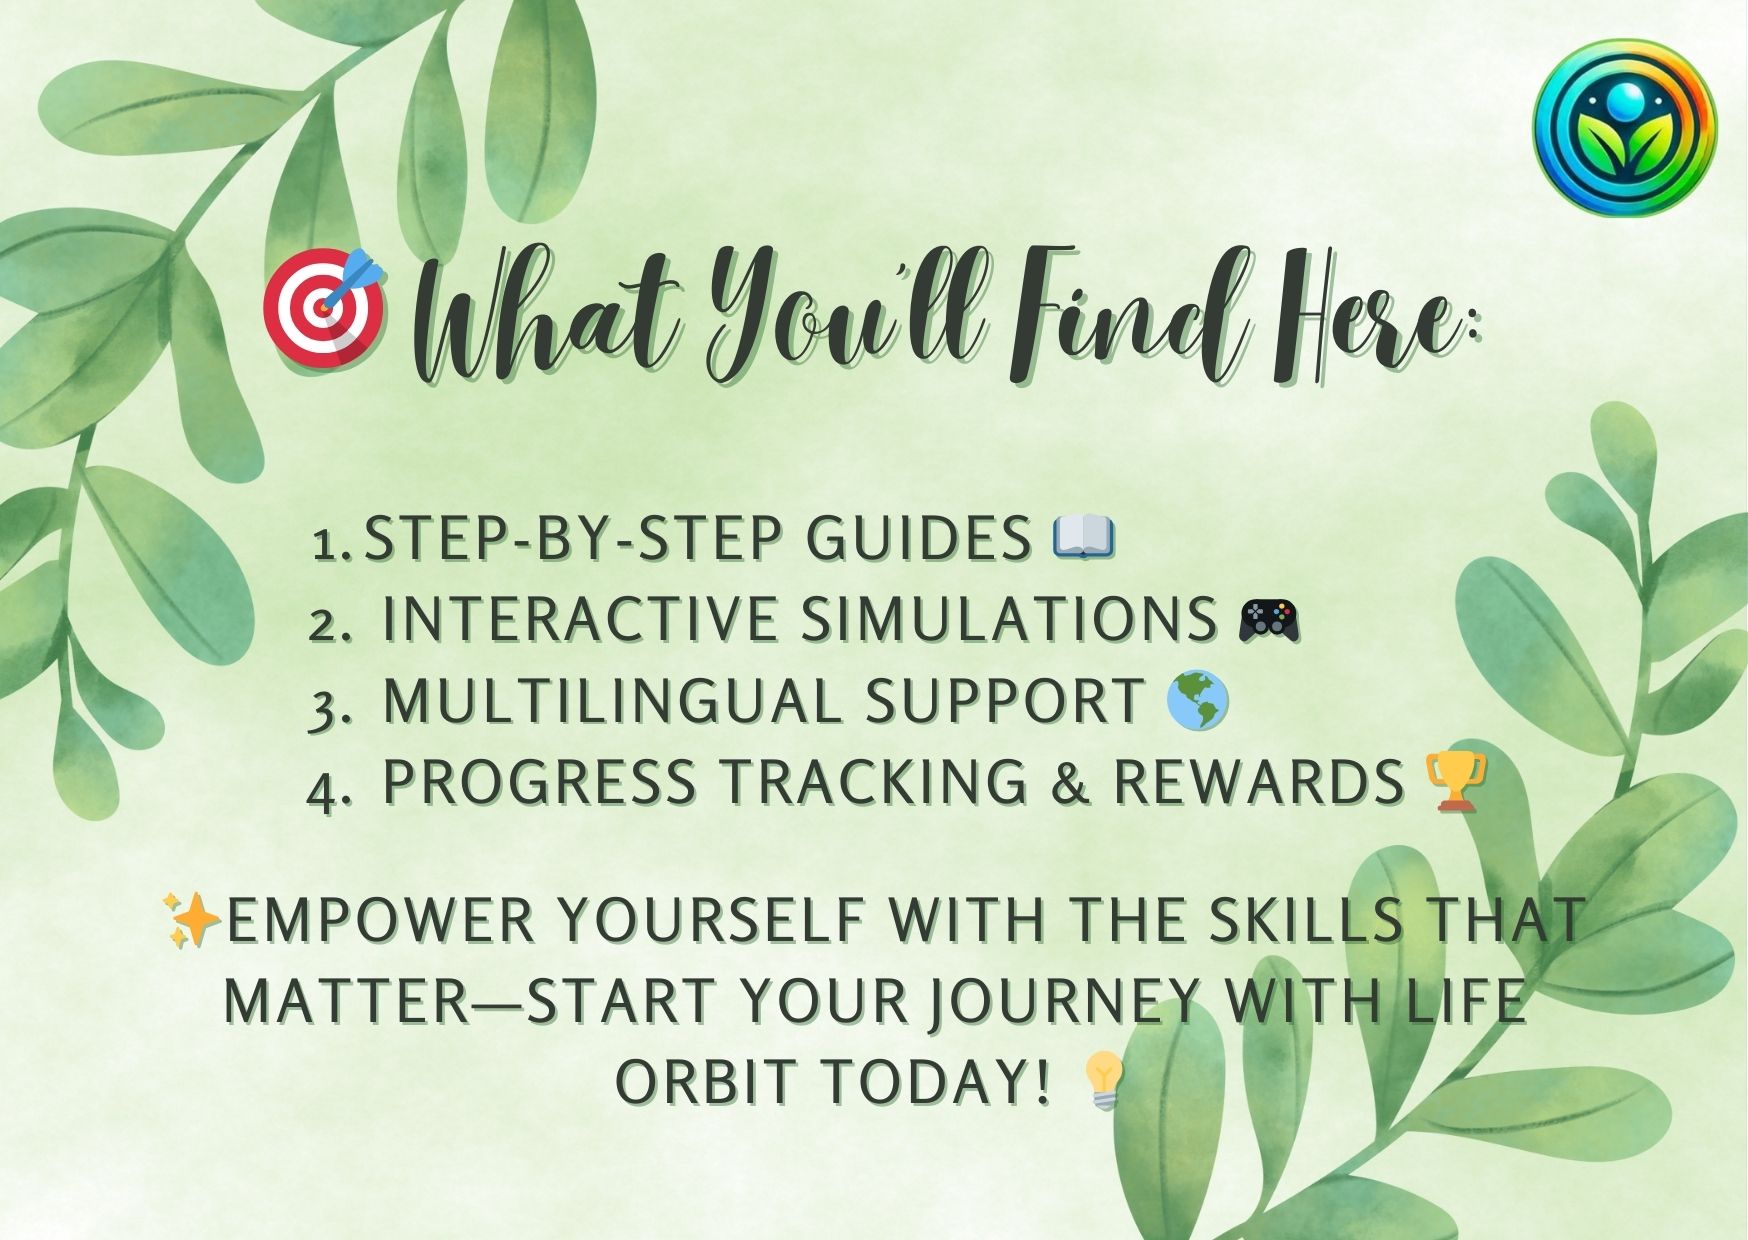 🎯 What You'll Find Here:
1. STEP-BY-STEP GUIDES 📖
2. INTERACTIVE SIMULATIONS 🎮
3. MULTILINGUAL SUPPORT 🌎
4. PROGRESS TRACKING & REWARDS 🏆
✨EMPOWER YOURSELF WITH THE SKILLS THAT
MATTER—START YOUR JOURNEY WITH LIFE
ORBIT TODAY! 💡